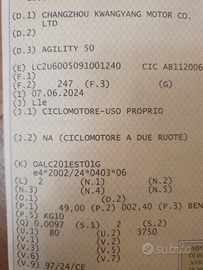 (D.1) CHANGZHOU KWANGYANG MOTOR CO.
LTD
(D.2)
(D.3) AGILITY 50
(E) LC2U6005091001240 CIC AB112006
(F.1)
(F.2) 247 (F.3) (G)
(I) 07.06.2024
(J) L1e
(J.1) CICLOMOTORE-USO PROPRIO
(J.2) NA (CICLOMOTORE A DUE RUOTE)
(K) OALC201EST01G
e4*2002/24*0403*06
(L) 2 (N.1) (N.2)
(N.3) (N.4) (N.5)
(O.1) (O.2)
(P.1) 49,00 (P.2) 002,40 (P.3) BEN
(P.5) KG10
(Q) 0,0097 (S.1) 2 (S.2)
(U.1) 80 (U.2) 3750
(V.1) (V.2)
(V.3) (V.5)
(V.7)
97/24/CE
Subito